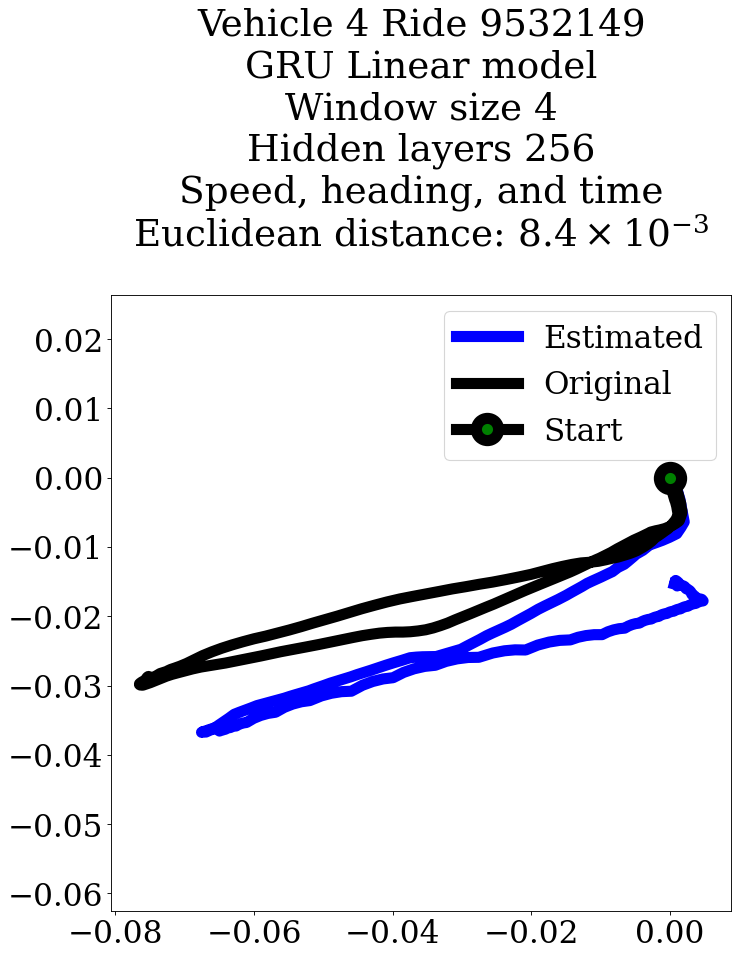 Vehicle 4 Ride 9532149
GRU Linear model
Window size 4
Hidden layers 256
Speed, heading, and time
Euclidean distance: 8.4 × 10⁻³
Estimated
Original
Start
0.02
0.01
0.00
−0.01
−0.02
−0.03
−0.04
−0.05
−0.06
−0.08 −0.06 −0.04 −0.02 0.00